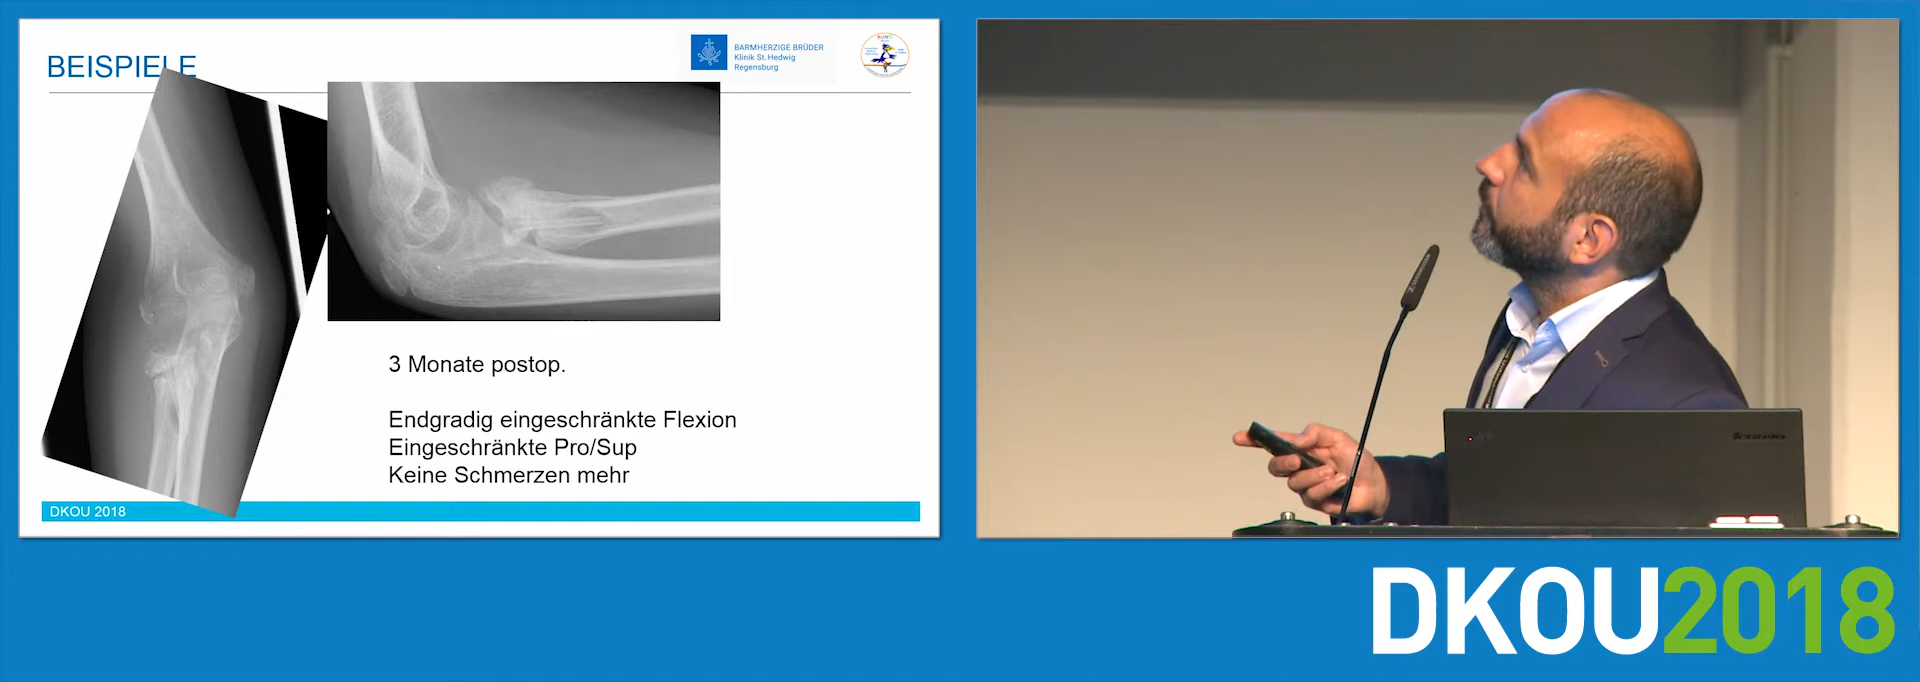 BEISPIELE
BARMHERZIGE BRÜDER
Klinik St. Hedwig
Regensburg
3 Monate postop.
Endgradig eingeschränkte Flexion
Eingeschränkte Pro/Sup
Keine Schmerzen mehr
DKOU 2018
DKOU2018